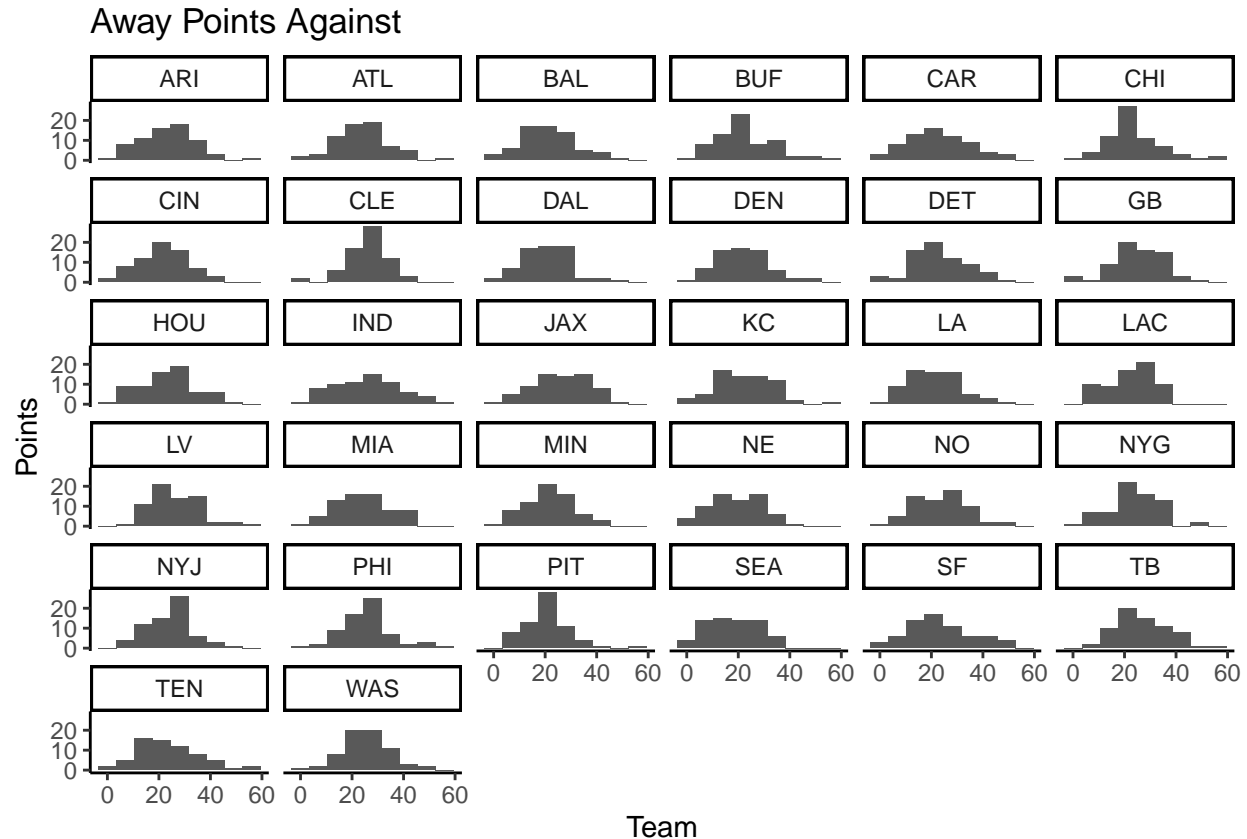 Away Points Against
ARI ATL BAL BUF CAR CHI
20
10
0
CIN CLE DAL DEN DET GB
20
10
0
HOU IND JAX KC LA LAC
20
10
0
LV MIA MIN NE NO NYG
20
10
0
NYJ PHI PIT SEA SF TB
20
10
0
0 20 40 60 0 20 40 60 0 20 40 60 0 20 40 60
TEN WAS
20
10
0
0 20 40 60 0 20 40 60
Points
Team